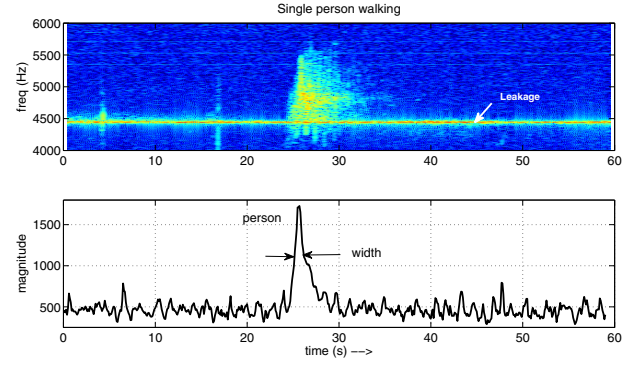 Single person walking
6000
5500
5000
4500
4000
freq (Hz)
Leakage
0 10 20 30 40 50 60
1500
1000
500
magnitude
person
width
0 10 20 30 40 50 60
time (s) −−>